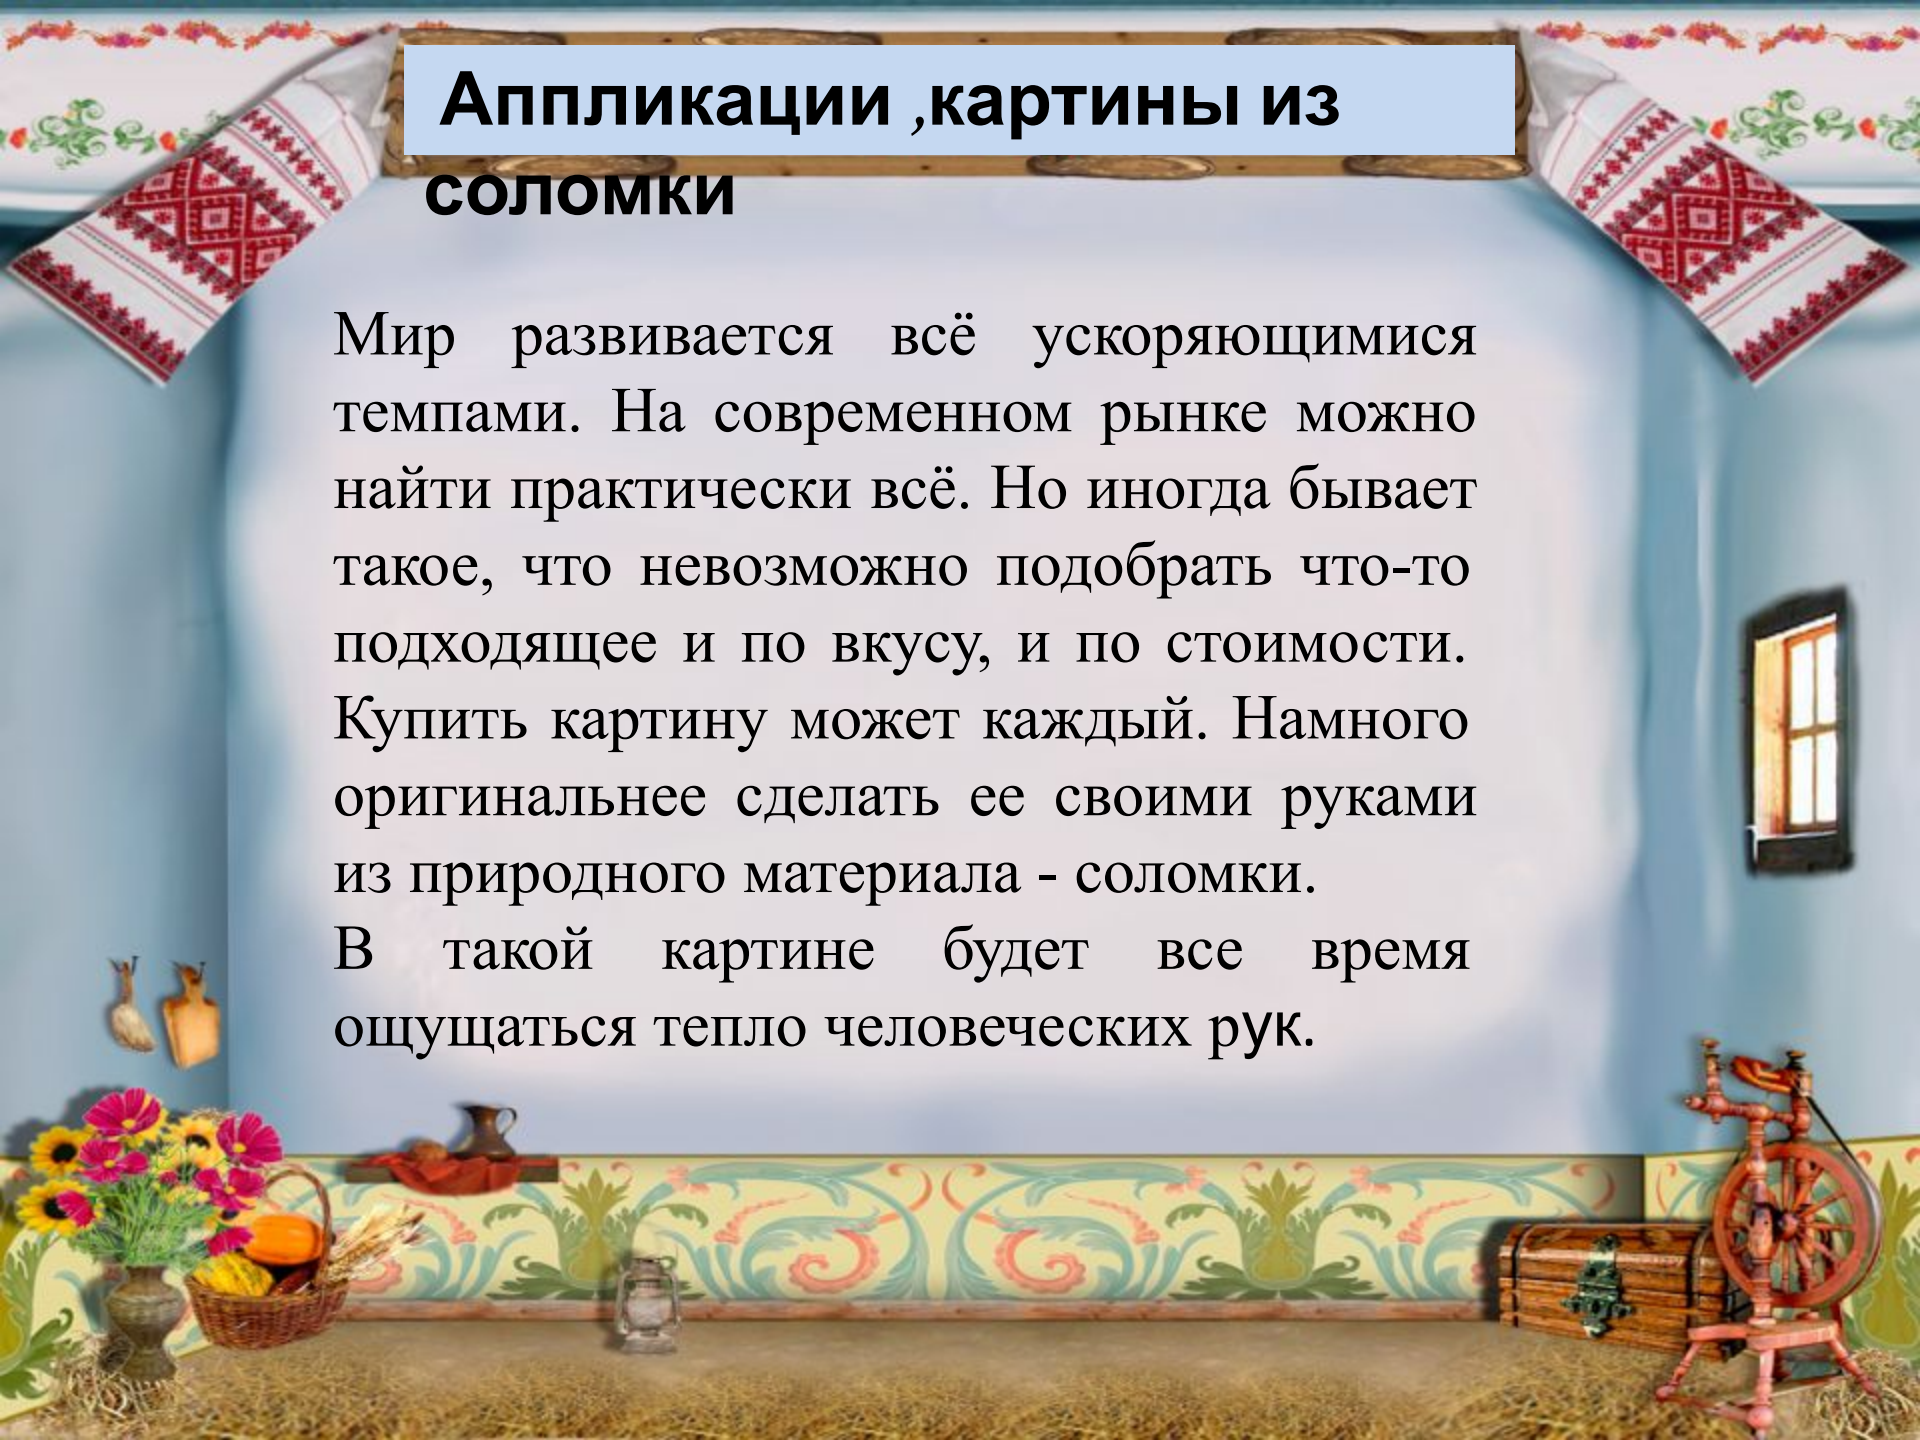 Аппликации ,картины из
соломки
Мир развивается всё ускоряющимися
темпами. На современном рынке можно
найти практически всё. Но иногда бывает
такое, что невозможно подобрать что-то
подходящее и по вкусу, и по стоимости.
Купить картину может каждый. Намного
оригинальнее сделать ее своими руками
из природного материала - соломки.
В такой картине будет все время
ощущаться тепло человеческих рук.